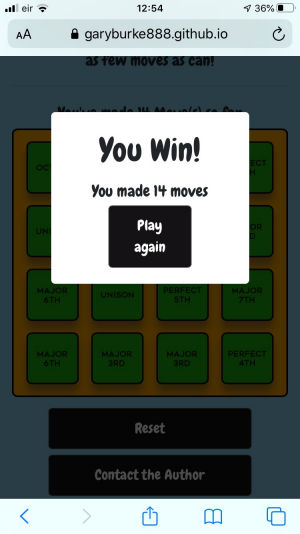 eir 12:54 36%
AA garyburke888.github.io
as few moves as can!
You've made 14 Move(s) so far
You Win!
You made 14 moves
Play
again
MAJOR
6TH
UNISON
PERFECT
5TH
MAJOR
7TH
MAJOR
6TH
MAJOR
3RD
MAJOR
3RD
PERFECT
4TH
Reset
Contact the Author